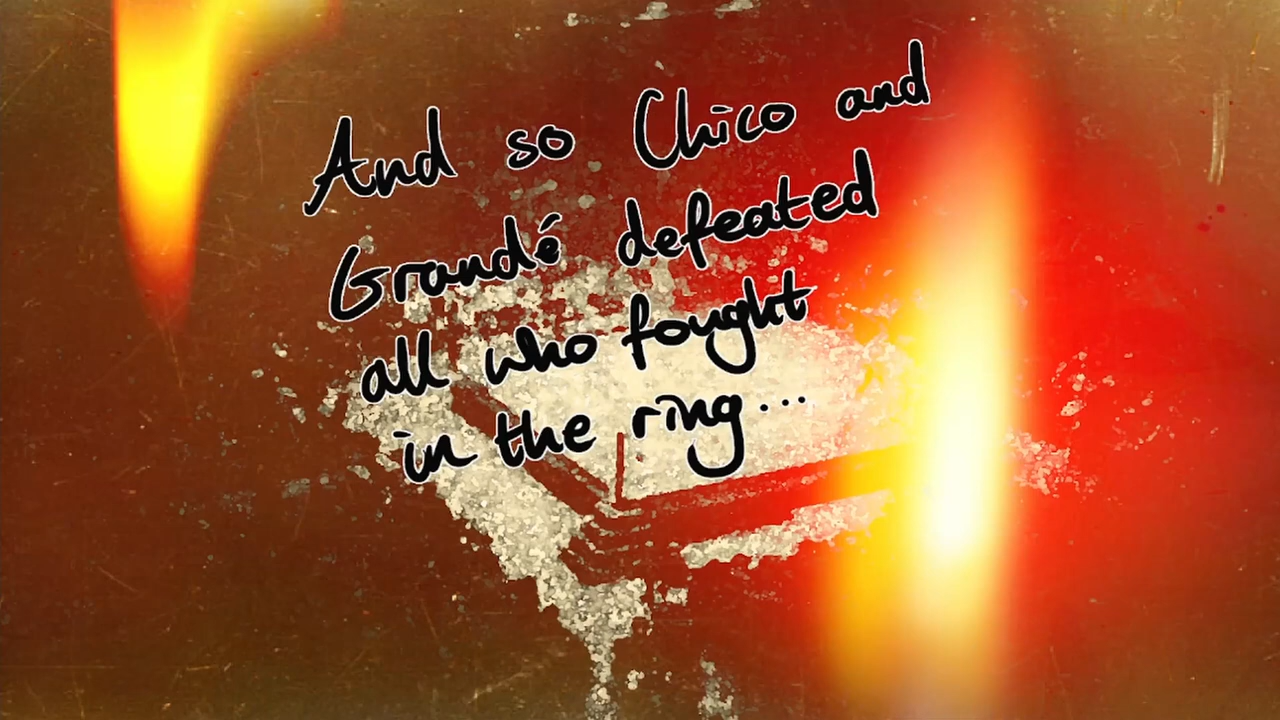 And so Chico and
Grandé defeated
all who fought
in the ring...